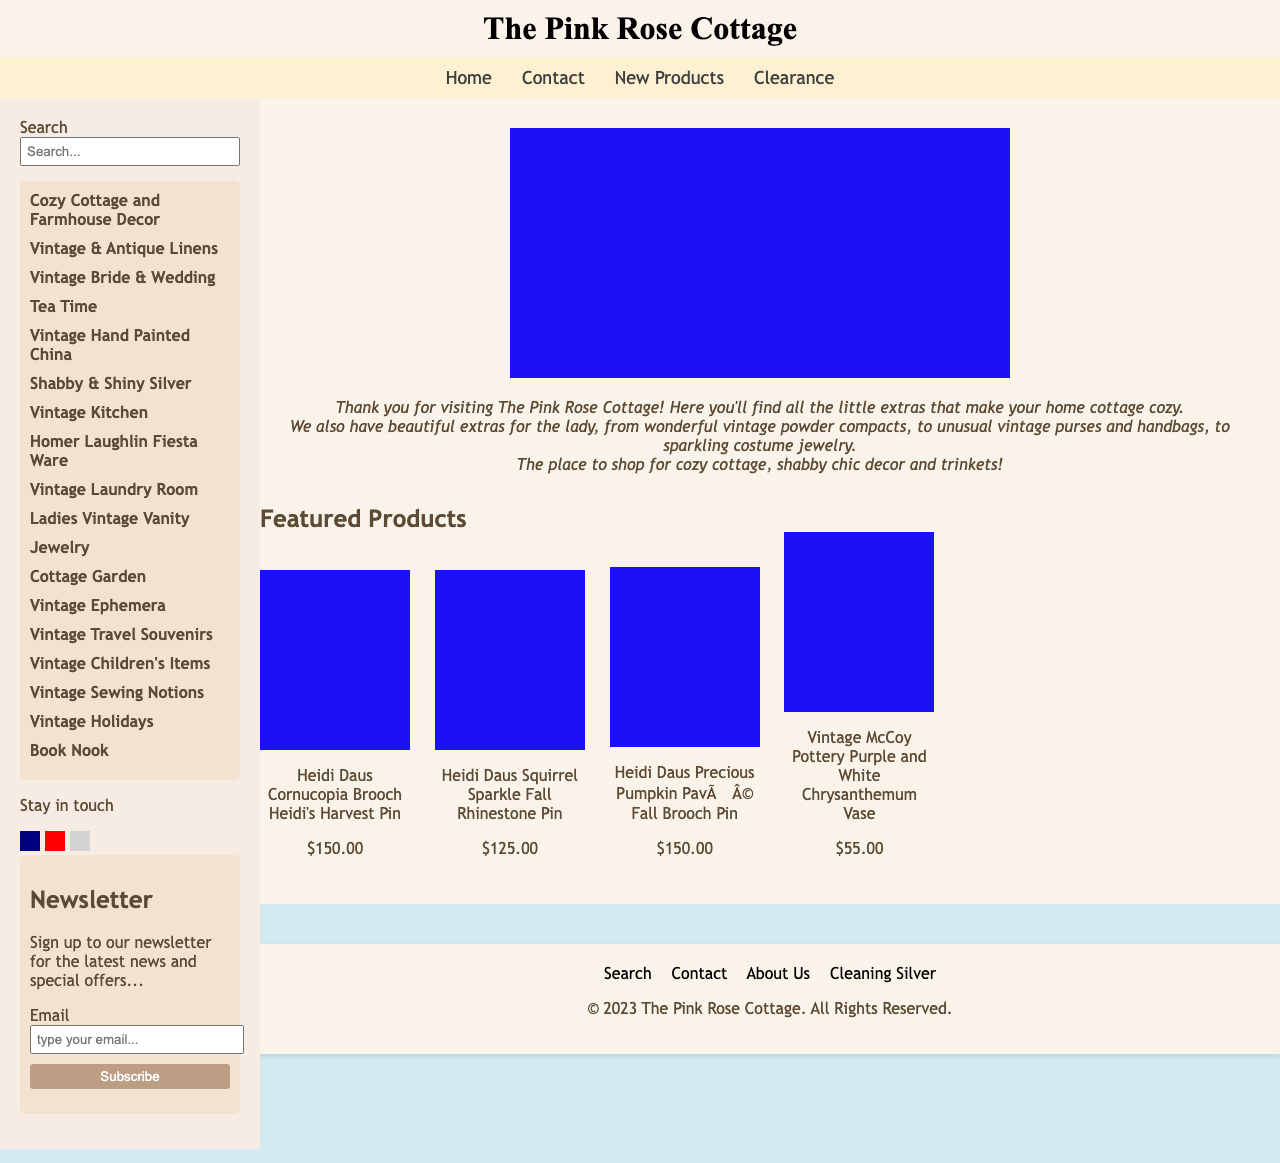 The Pink Rose Cottage
Home Contact New Products Clearance
Search
Search...
Cozy Cottage and
Farmhouse Decor
Vintage & Antique Linens
Vintage Bride & Wedding
Tea Time
Vintage Hand Painted
China
Shabby & Shiny Silver
Vintage Kitchen
Homer Laughlin Fiesta
Ware
Vintage Laundry Room
Ladies Vintage Vanity
Jewelry
Cottage Garden
Vintage Ephemera
Vintage Travel Souvenirs
Vintage Children's Items
Vintage Sewing Notions
Vintage Holidays
Book Nook
Stay in touch
Newsletter
Sign up to our newsletter
for the latest news and
special offers...
Email
type your email...
Subscribe
Thank you for visiting The Pink Rose Cottage! Here you'll find all the little extras that make your home cottage cozy.
We also have beautiful extras for the lady, from wonderful vintage powder compacts, to unusual vintage purses and handbags, to
sparkling costume jewelry.
The place to shop for cozy cottage, shabby chic decor and trinkets!
Featured Products
Heidi Daus
Cornucopia Brooch
Heidi's Harvest Pin
$150.00
Heidi Daus Squirrel
Sparkle Fall
Rhinestone Pin
$125.00
Heidi Daus Precious
Pumpkin PavÃ Â©
Fall Brooch Pin
$150.00
Vintage McCoy
Pottery Purple and
White
Chrysanthemum
Vase
$55.00
Search Contact About Us Cleaning Silver
© 2023 The Pink Rose Cottage. All Rights Reserved.